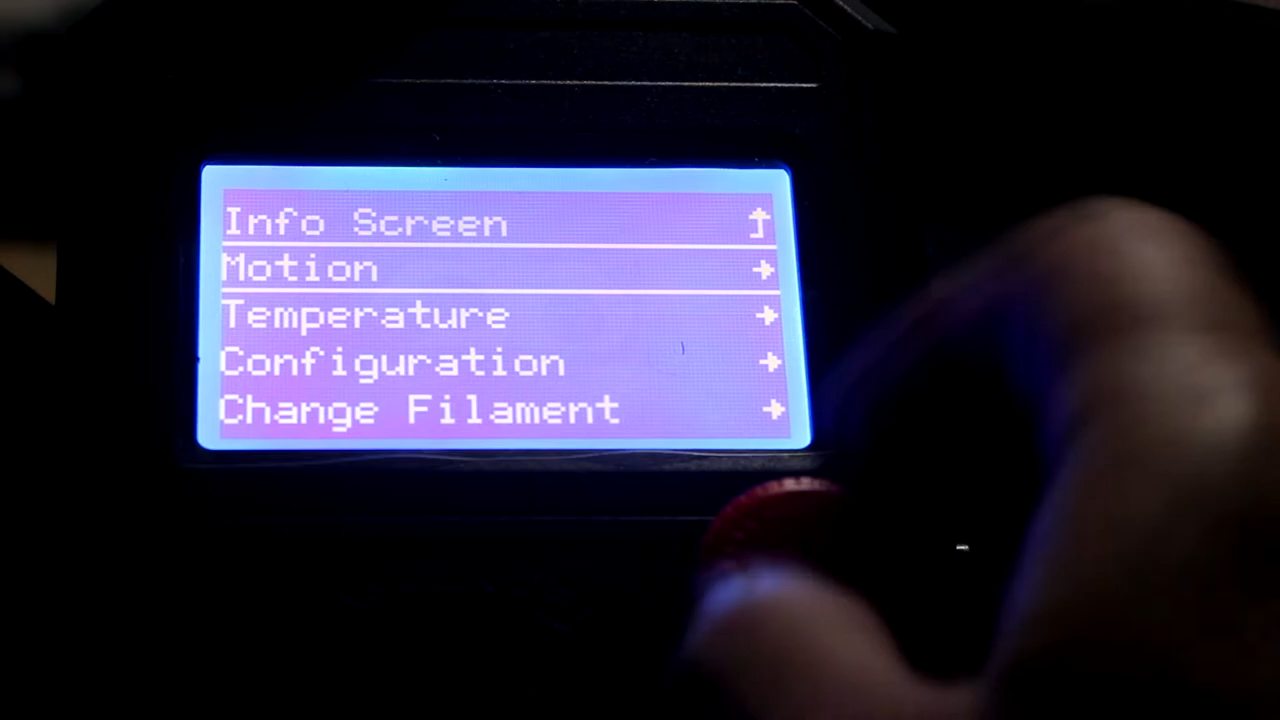 Info Screen
Motion
Temperature
Configuration
Change Filament